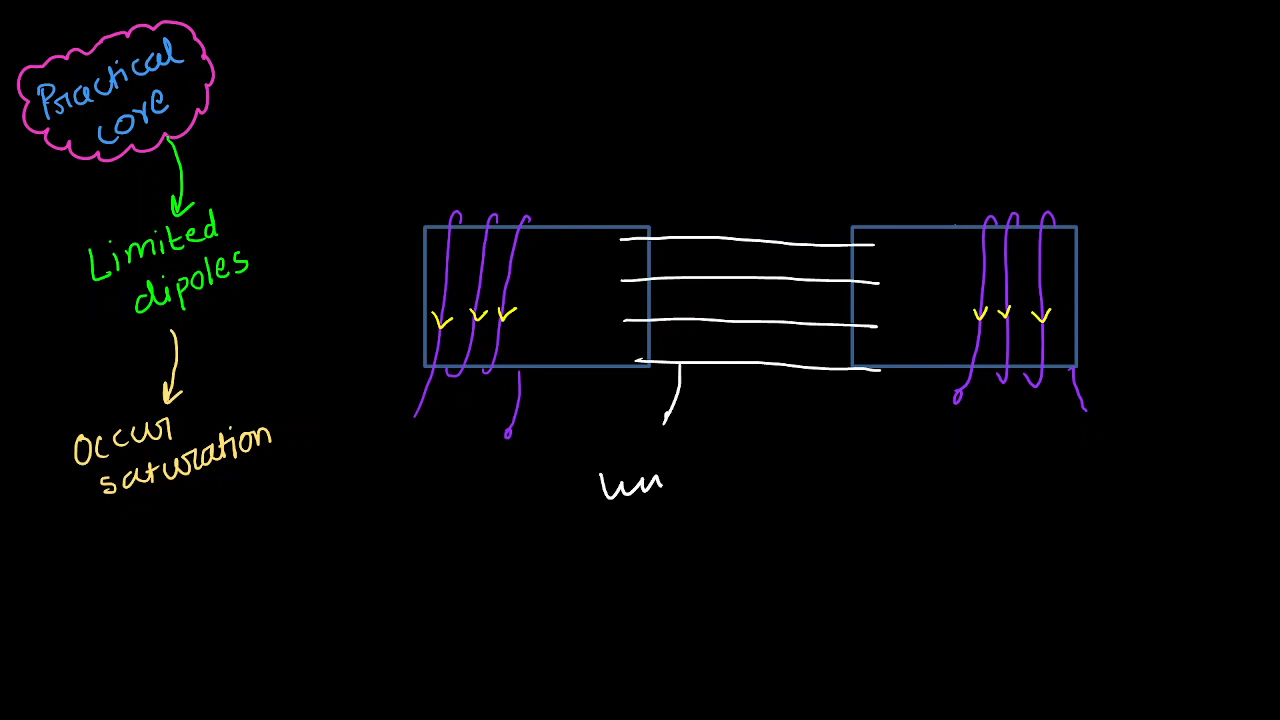 Practical
core
Limited
dipoles
Occur
saturation